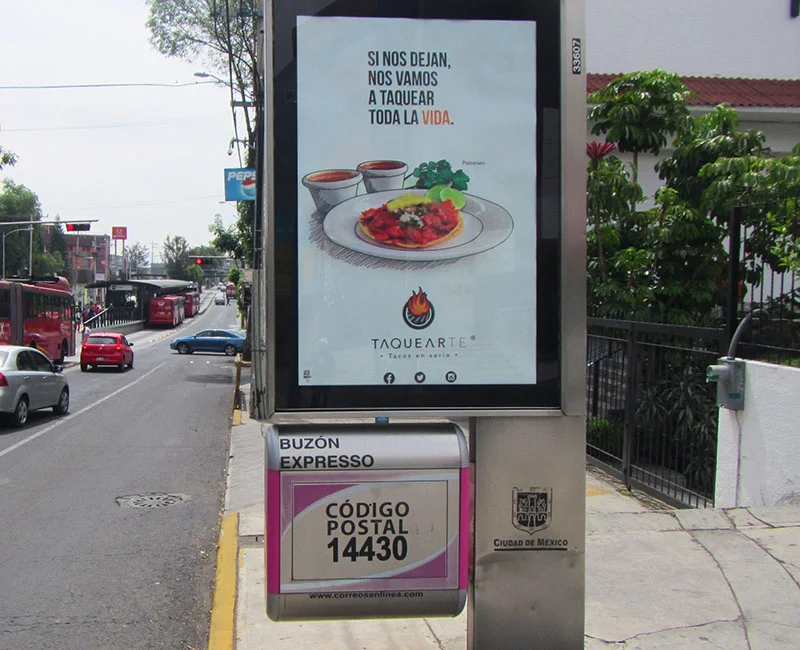 SI NOS DEJAN,
NOS VAMOS
A TAQUEAR
TODA LA VIDA.
TAQUEARTE®
• Tacos en serio •
33607
PEPSI
BUZÓN
EXPRESSO
CÓDIGO
POSTAL
14430
www.correosenlinea.com
CIUDAD DE MÉXICO